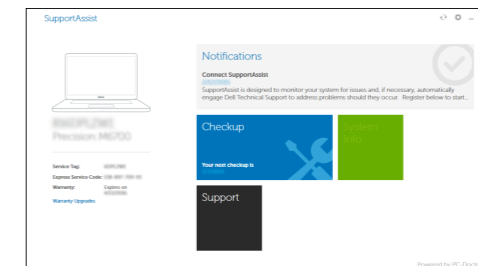 SupportAssist
Notifications
Connect SupportAssist
SupportAssist is designed to monitor your system for issues and, if necessary, automatically
engage Dell Technical Support to address problems should they occur. Register below to start...
Precision M6700
Checkup
System
Info
Your next checkup is
Service Tag:
Express Service Code:
Warranty: Expires on
Warranty Upgrades
Support
Powered by PC-Doctor